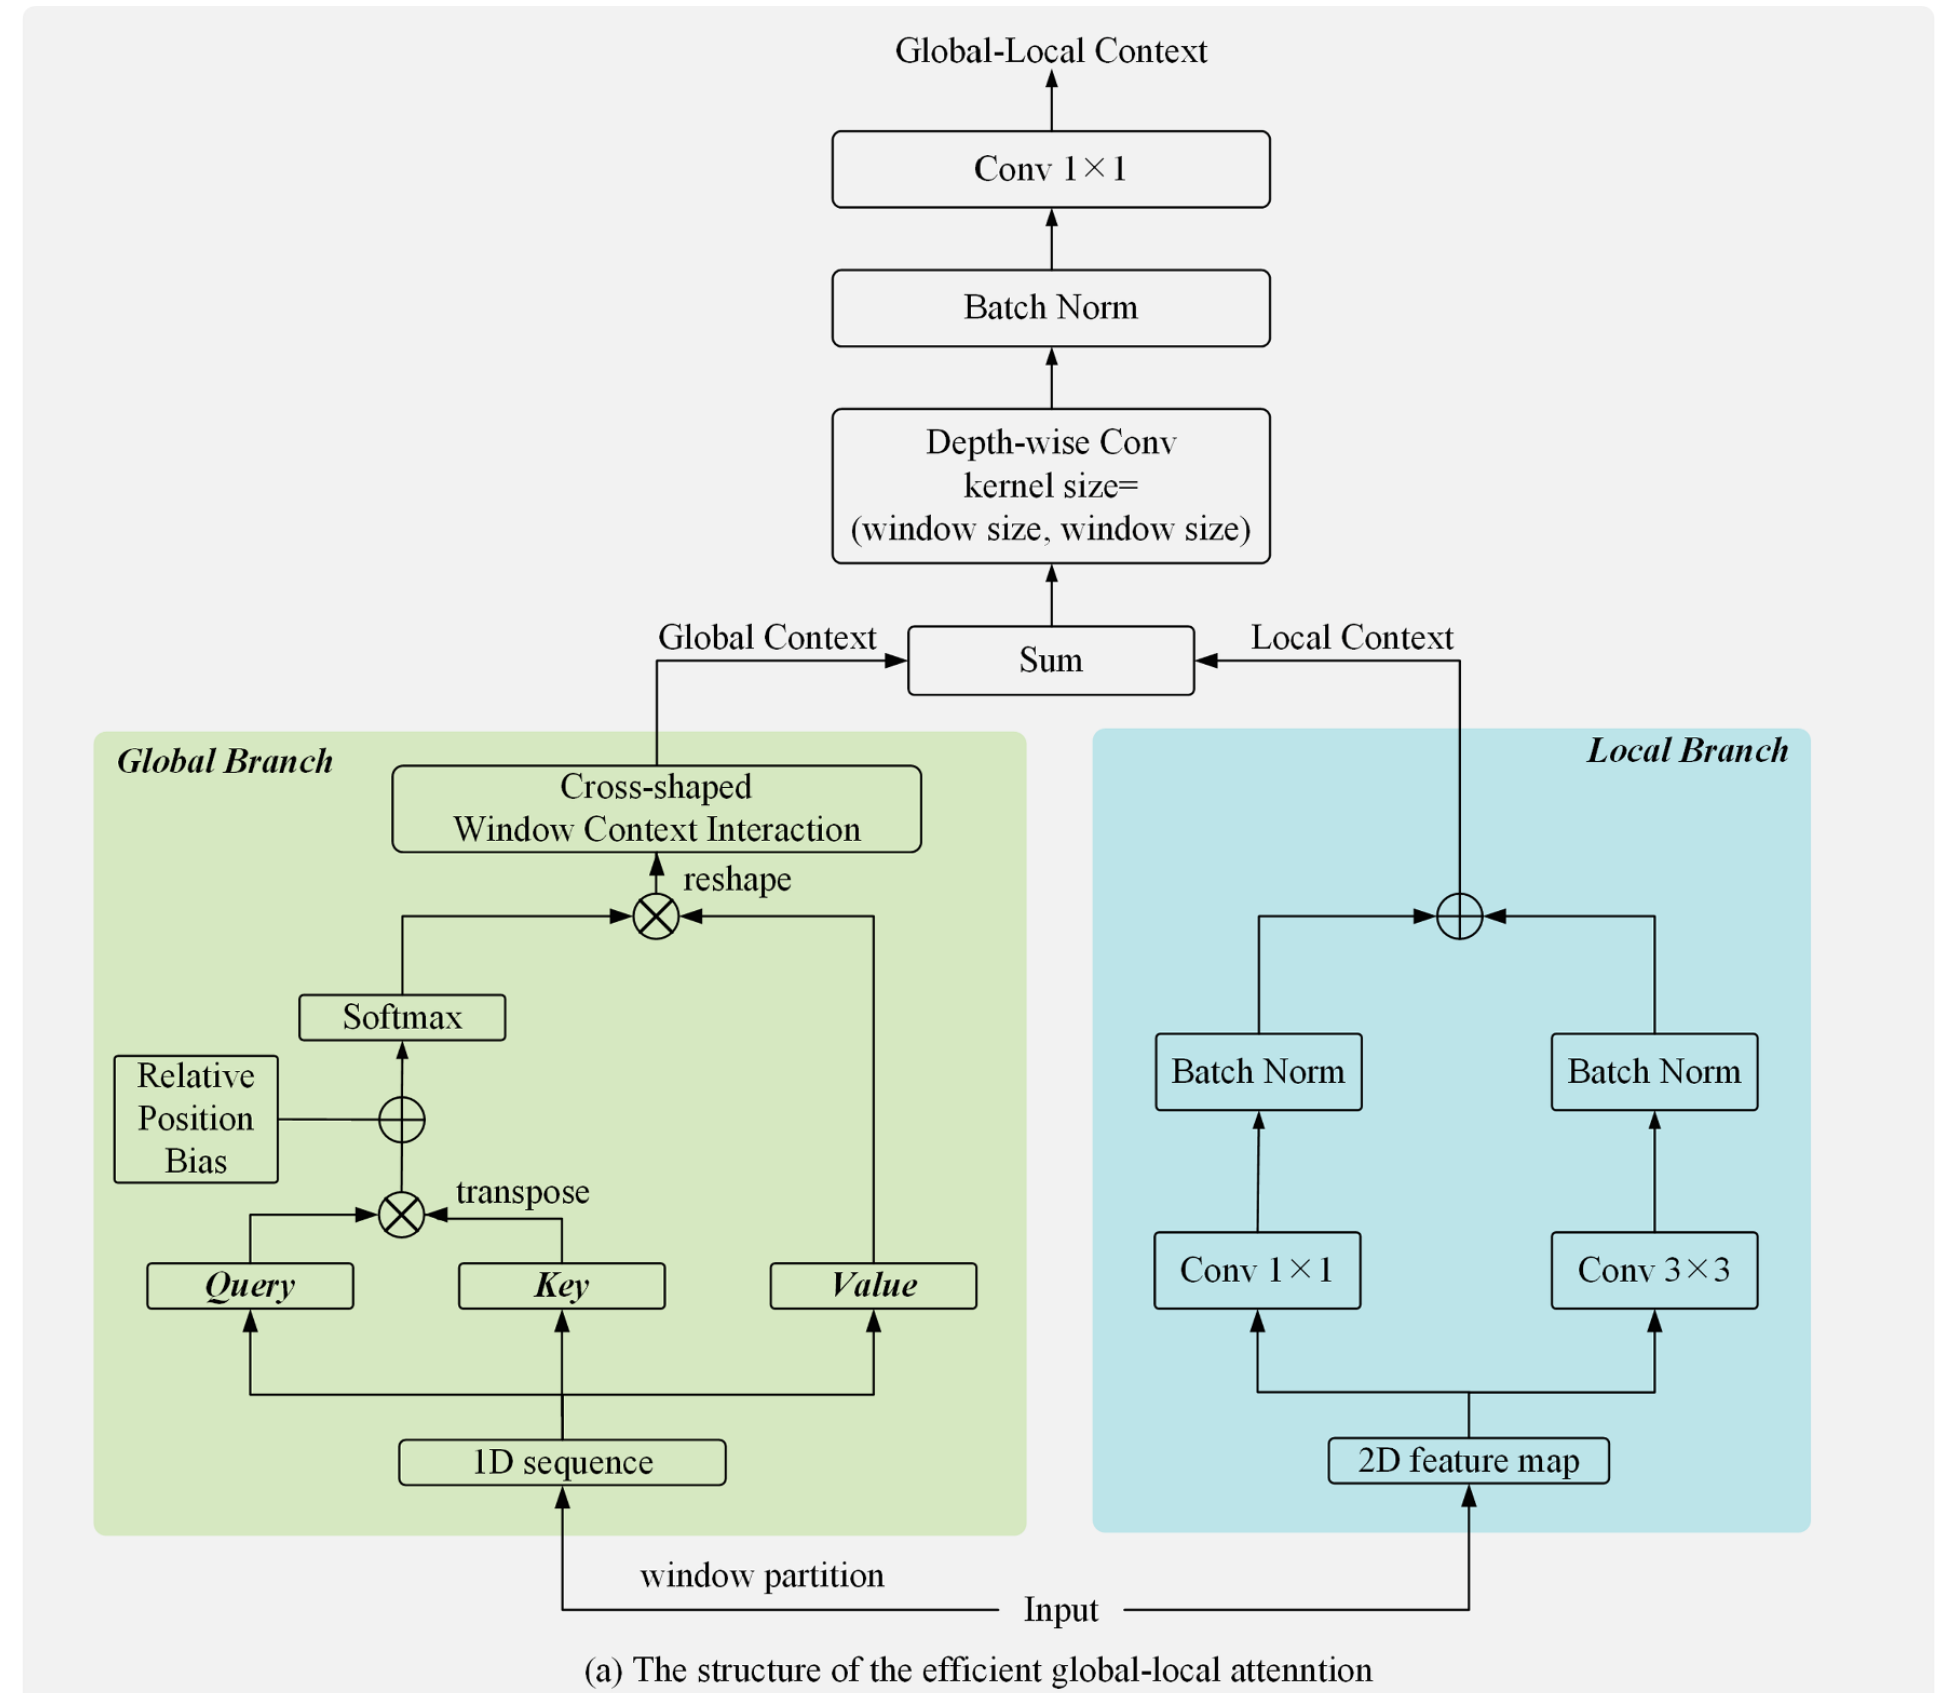 Global-Local Context
Conv 1×1
Batch Norm
Depth-wise Conv
kernel size=
(window size, window size)
Global Context
Sum
Local Context
Global Branch
Cross-shaped
Window Context Interaction
reshape
Softmax
Relative
Position
Bias
transpose
Query
Key
Value
1D sequence
Local Branch
Batch Norm
Batch Norm
Conv 1×1
Conv 3×3
2D feature map
window partition
Input
(a) The structure of the efficient global-local attenntion